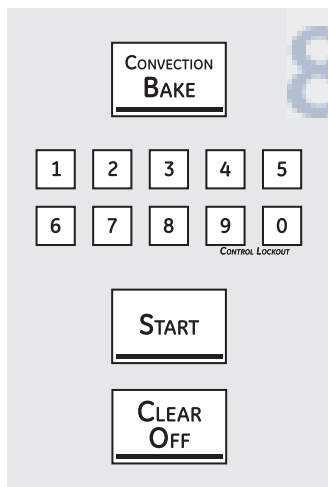 CONVECTION
BAKE
1 2 3 4 5
6 7 8 9 0
CONTROL LOCKOUT
START
CLEAR
OFF